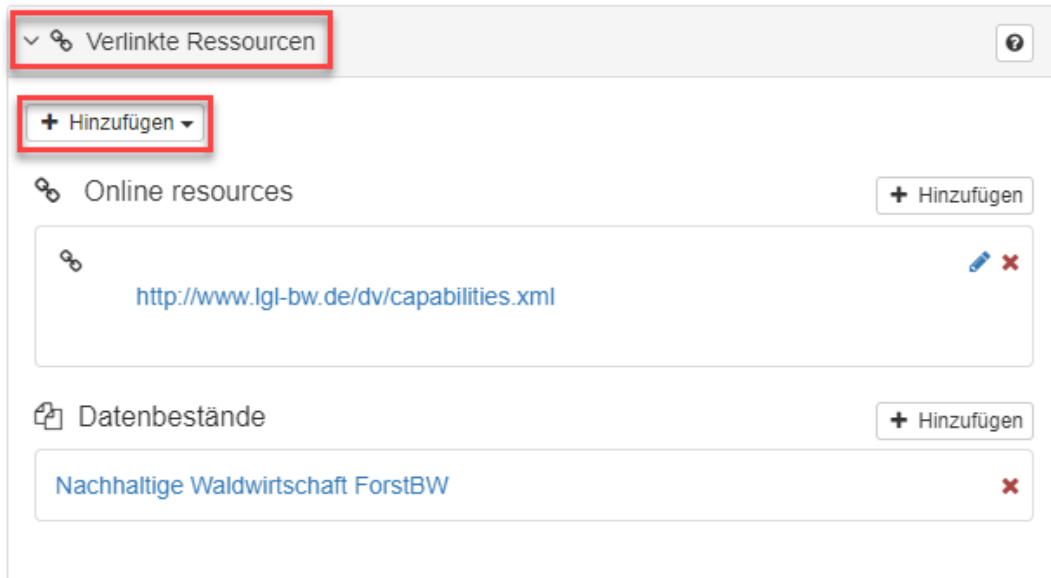 Verlinkte Ressourcen
+ Hinzufügen
Online resources
+ Hinzufügen
http://www.lgl-bw.de/dv/capabilities.xml
Datenbestände
+ Hinzufügen
Nachhaltige Waldwirtschaft ForstBW